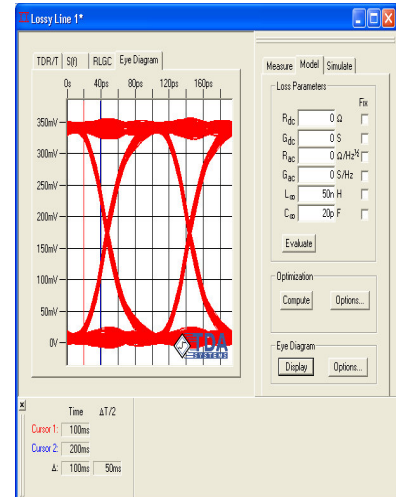 Lossy Line 1*
TDR/T S(f) RLGC Eye Diagram
0s 40ps 80ps 120ps 160ps
350mV
300mV
250mV
200mV
150mV
100mV
50mV
0V
TDA
SYSTEMS
Measure Model Simulate
Loss Parameters
Fix
Rdc 0 Ω
Gdc 0 S
Rac 0 Ω/Hz½
Gac 0 S/Hz
L∞ 50n H
C∞ 20p F
Evaluate
Optimization
Compute Options...
Eye Diagram
Display Options...
x
Time ΔT/2
Cursor 1: 100ms
Cursor 2: 200ms
Δ: 100ms 50ms